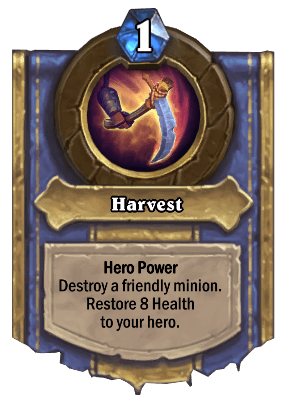 1
Harvest
Hero Power
Destroy a friendly minion.
Restore 8 Health
to your hero.